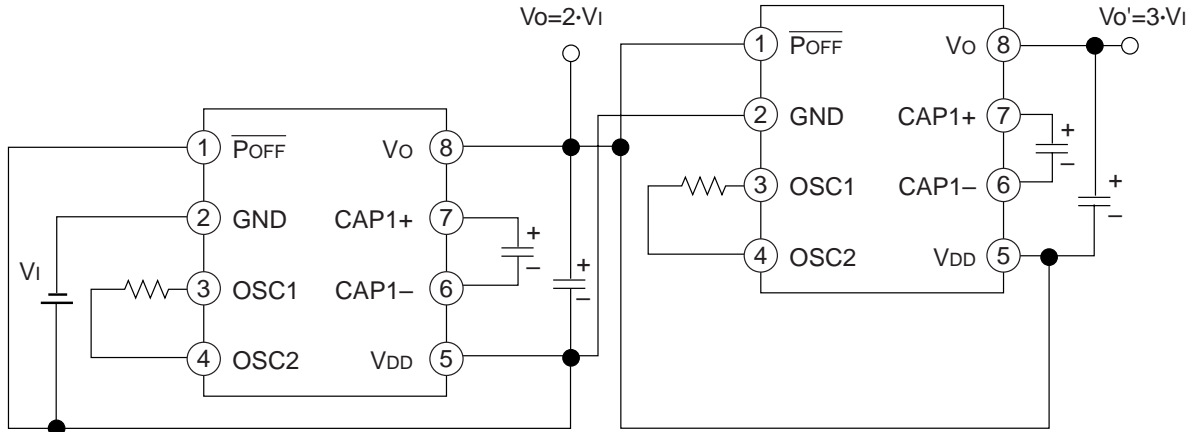 Vo=2·VI
Vo'=3·VI
VI
1 POFF
2 GND
3 OSC1
4 OSC2
VO 8
CAP1+ 7
CAP1– 6
VDD 5
+
–
+
–
1 POFF
2 GND
3 OSC1
4 OSC2
VO 8
CAP1+ 7
CAP1– 6
VDD 5
+
–
+
–